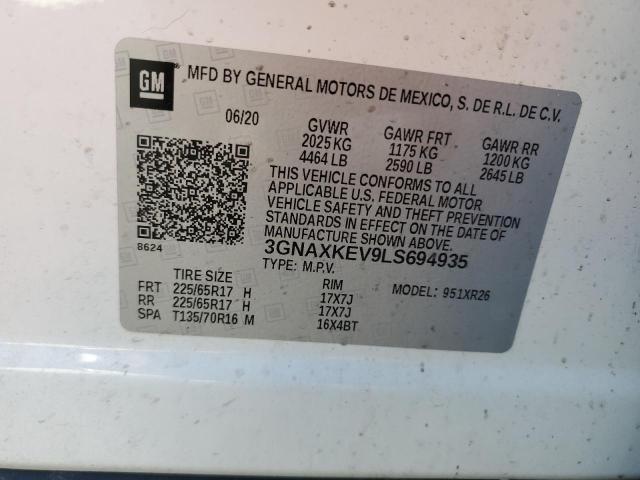 GM ® MFD BY GENERAL MOTORS DE MEXICO, S. DE R.L. DE C.V.
06/20 GVWR GAWR FRT GAWR RR
2025 KG 1175 KG 1200 KG
4464 LB 2590 LB 2645 LB
THIS VEHICLE CONFORMS TO ALL
APPLICABLE U.S. FEDERAL MOTOR
VEHICLE SAFETY AND THEFT PREVENTION
STANDARDS IN EFFECT ON THE DATE OF
MANUFACTURE SHOWN ABOVE.
8624 3GNAXKEV9LS694935
TYPE: M.P.V.
TIRE SIZE RIM MODEL: 951XR26
FRT 225/65R17 H 17X7J
RR 225/65R17 H 17X7J
SPA T135/70R16 M 16X4BT